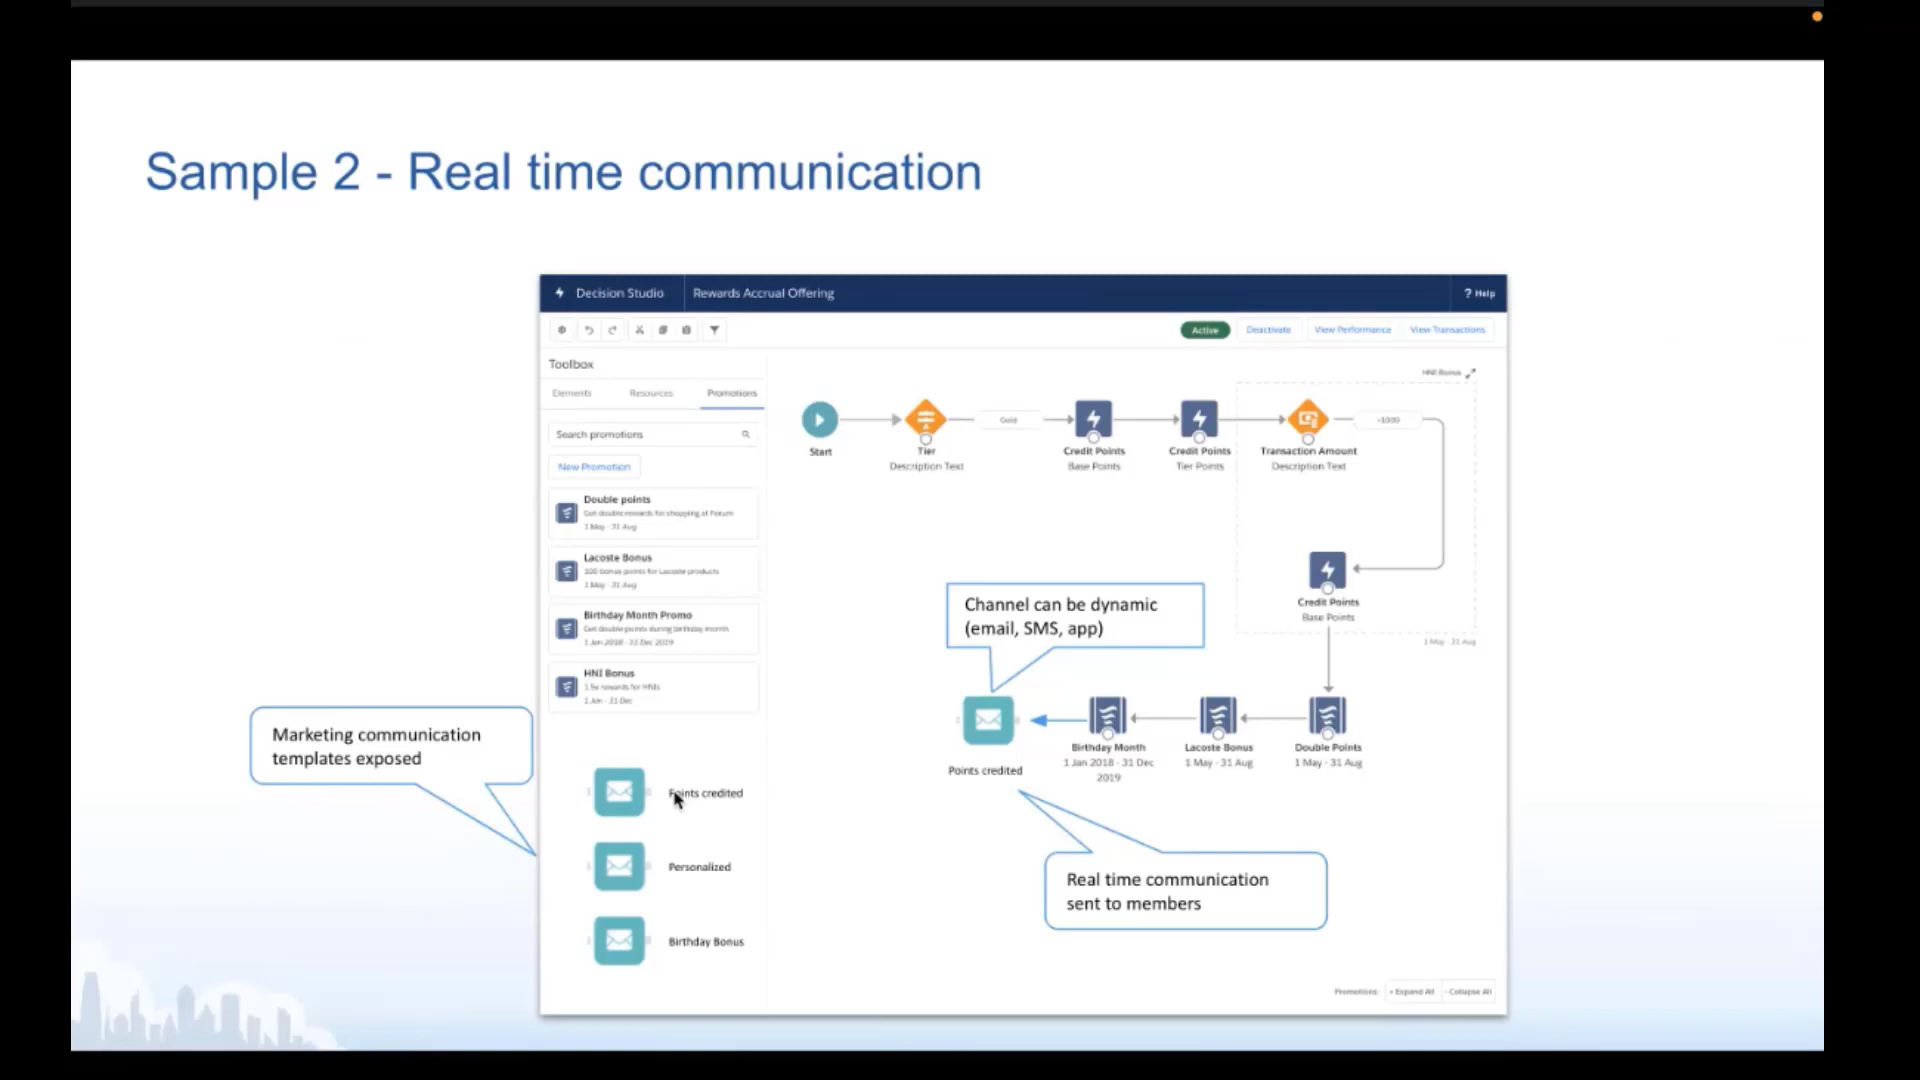 Sample 2 - Real time communication
Decision Studio
Rewards Accrual Offering
? Help
Active
Deactivate
View Performance
View Transactions
Toolbox
Elements
Resources
Promotions
Search promotions
New Promotion
Double points
Get double rewards for shopping at Forum
1 May - 31 Aug
Lacoste Bonus
100 bonus points for Lacoste products
1 May - 31 Aug
Birthday Month Promo
Get double points during birthday month
1 Jan 2018 - 31 Dec 2019
HNI Bonus
1.5x rewards for HNIs
1 Jan - 31 Dec
Points credited
Personalized
Birthday Bonus
Marketing communication
templates exposed
HNI Bonus
Start
Tier
Description Text
Gold
Credit Points
Base Points
Credit Points
Tier Points
Transaction Amount
Description Text
>1000
Credit Points
Base Points
1 May - 31 Aug
Channel can be dynamic
(email, SMS, app)
Points credited
Birthday Month
1 Jan 2018 - 31 Dec
2019
Lacoste Bonus
1 May - 31 Aug
Double Points
1 May - 31 Aug
Real time communication
sent to members
Promotions:
+ Expand All
- Collapse All